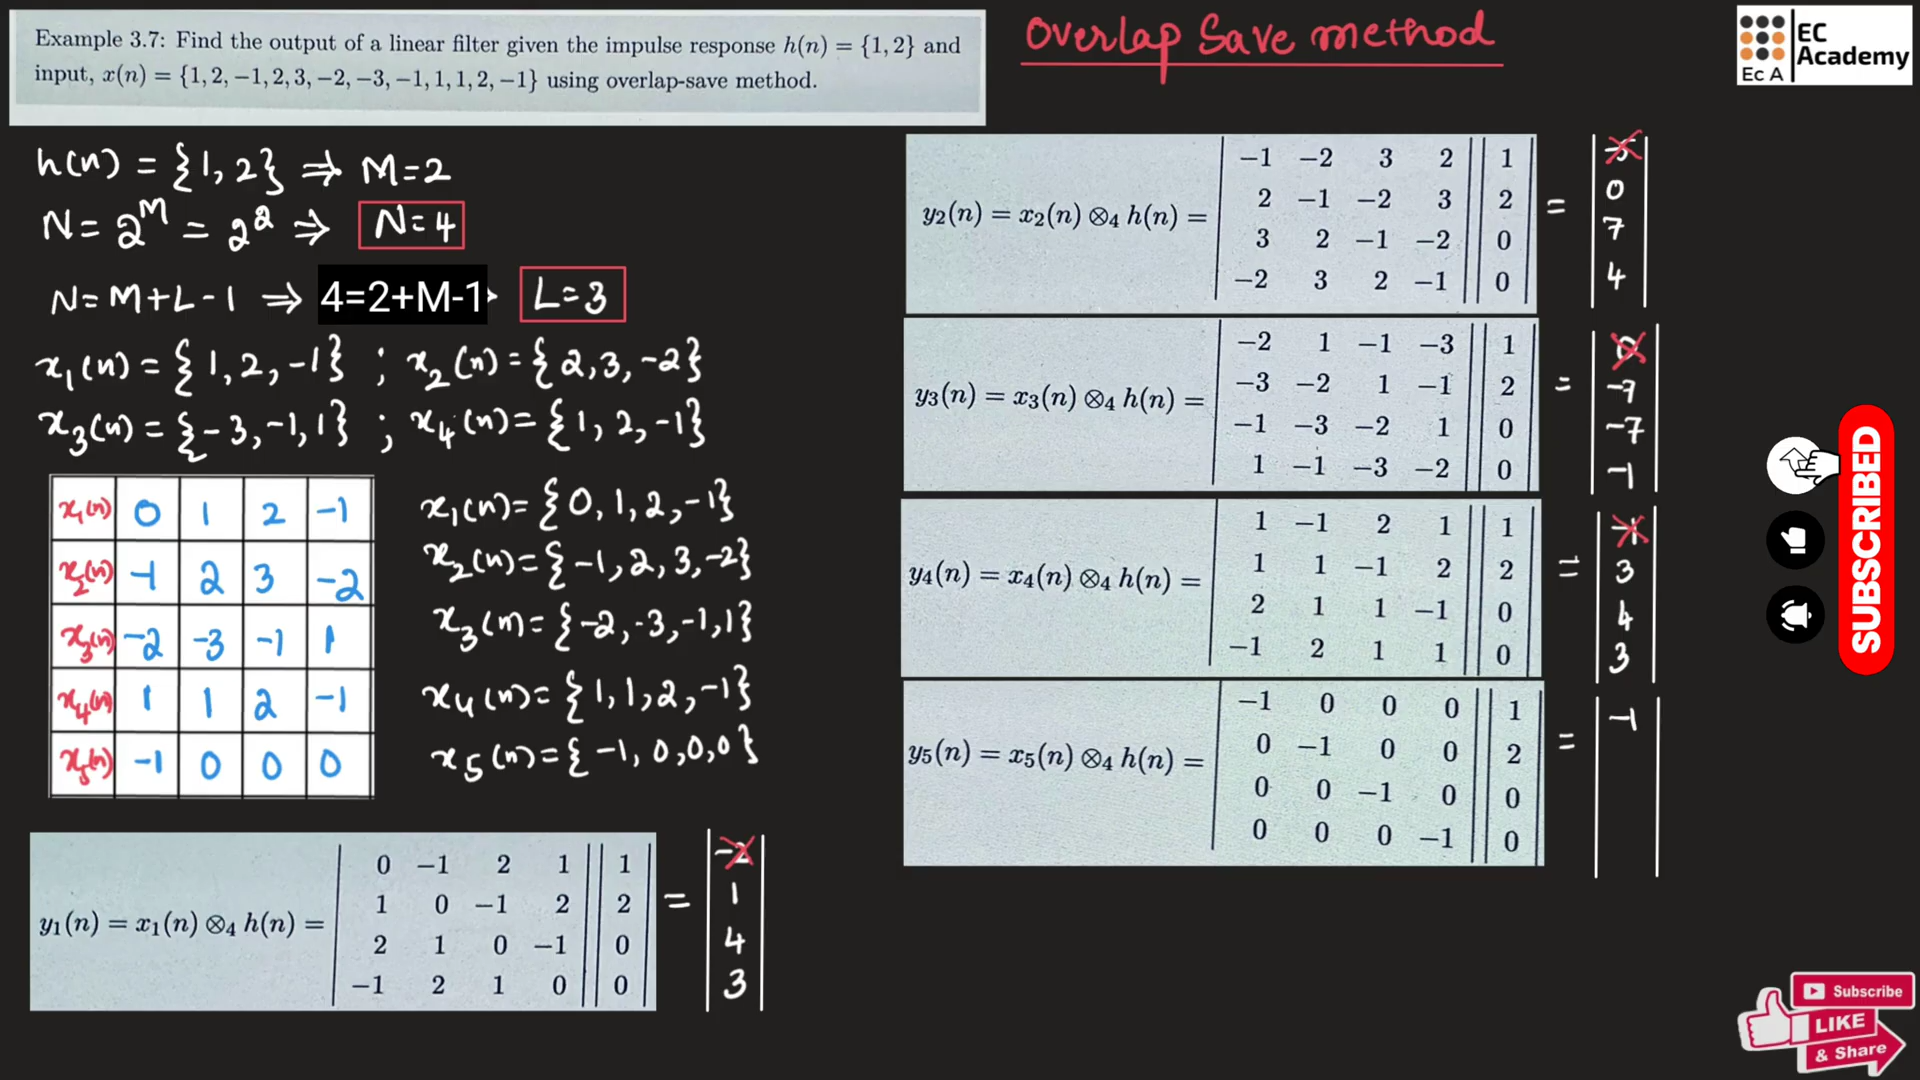 Example 3.7: Find the output of a linear filter given the impulse response h(n) = {1, 2} and
input, x(n) = {1, 2, −1, 2, 3, −2, −3, −1, 1, 1, 2, −1} using overlap-save method.
Overlap Save method
EC
Academy
Ec A
h(n) = {1, 2} ⇒ M=2
N = 2^M = 2^2 ⇒ N=4
N = M+L-1 ⇒ 4=2+M-1 L=3
x₁(n) = {1, 2, -1} ; x₂(n) = {2, 3, -2}
x₃(n) = {-3, -1, 1} ; x₄(n) = {1, 2, -1}
x₁(n) 0 1 2 -1
x₂(n) -1 2 3 -2
x₃(n) -2 -3 -1 1
x₄(n) 1 1 2 -1
x₅(n) -1 0 0 0
x₁(n) = {0, 1, 2, -1}
x₂(n) = {-1, 2, 3, -2}
x₃(n) = {-2, -3, -1, 1}
x₄(n) = {1, 1, 2, -1}
x₅(n) = {-1, 0, 0, 0}
y₁(n) = x₁(n) ⊗₄ h(n) =
0 −1 2 1 1
1 0 −1 2 2
2 1 0 −1 0
−1 2 1 0 0
=
-2
1
4
3
y₂(n) = x₂(n) ⊗₄ h(n) =
−1 −2 3 2 1
2 −1 −2 3 2
3 2 −1 −2 0
−2 3 2 −1 0
=
-5
0
7
4
y₃(n) = x₃(n) ⊗₄ h(n) =
−2 1 −1 −3 1
−3 −2 1 −1 2
−1 −3 −2 1 0
1 −1 −3 −2 0
=
0
-7
-7
-1
y₄(n) = x₄(n) ⊗₄ h(n) =
1 −1 2 1 1
1 1 −1 2 2
2 1 1 −1 0
−1 2 1 1 0
=
-1
3
4
3
y₅(n) = x₅(n) ⊗₄ h(n) =
−1 0 0 0 1
0 −1 0 0 2
0 0 −1 0 0
0 0 0 −1 0
=
-1
SUBSCRIBED
Subscribe
LIKE
& Share